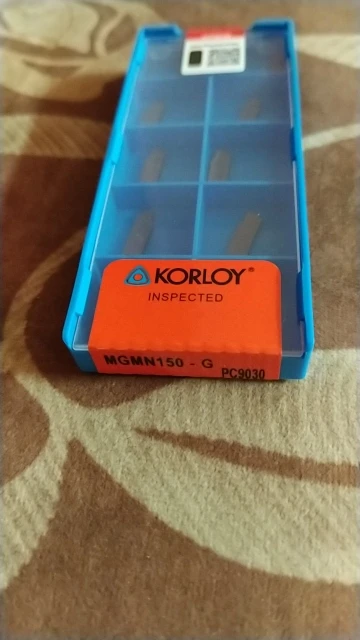 KORLOY®
INSPECTED
MGMN150 - G
PC9030